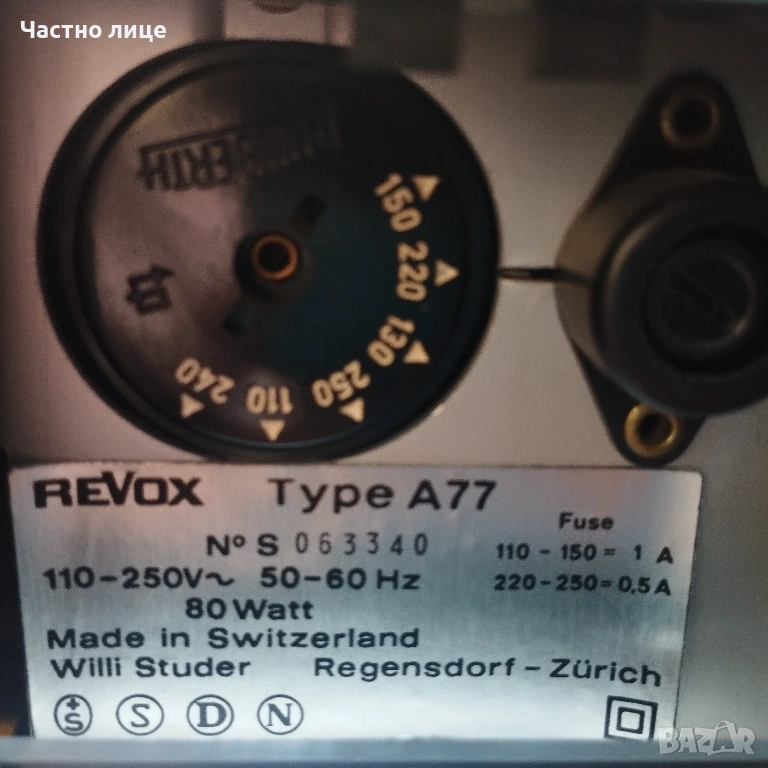 Частно лице
150
220
130
250
110
240
REVOX Type A77
Nº S 063340
110-250V~ 50-60 Hz
80 Watt
Fuse
110 - 150 = 1 A
220 - 250 = 0,5 A
Made in Switzerland
Willi Studer Regensdorf - Zürich
+S S D N
BAZAR